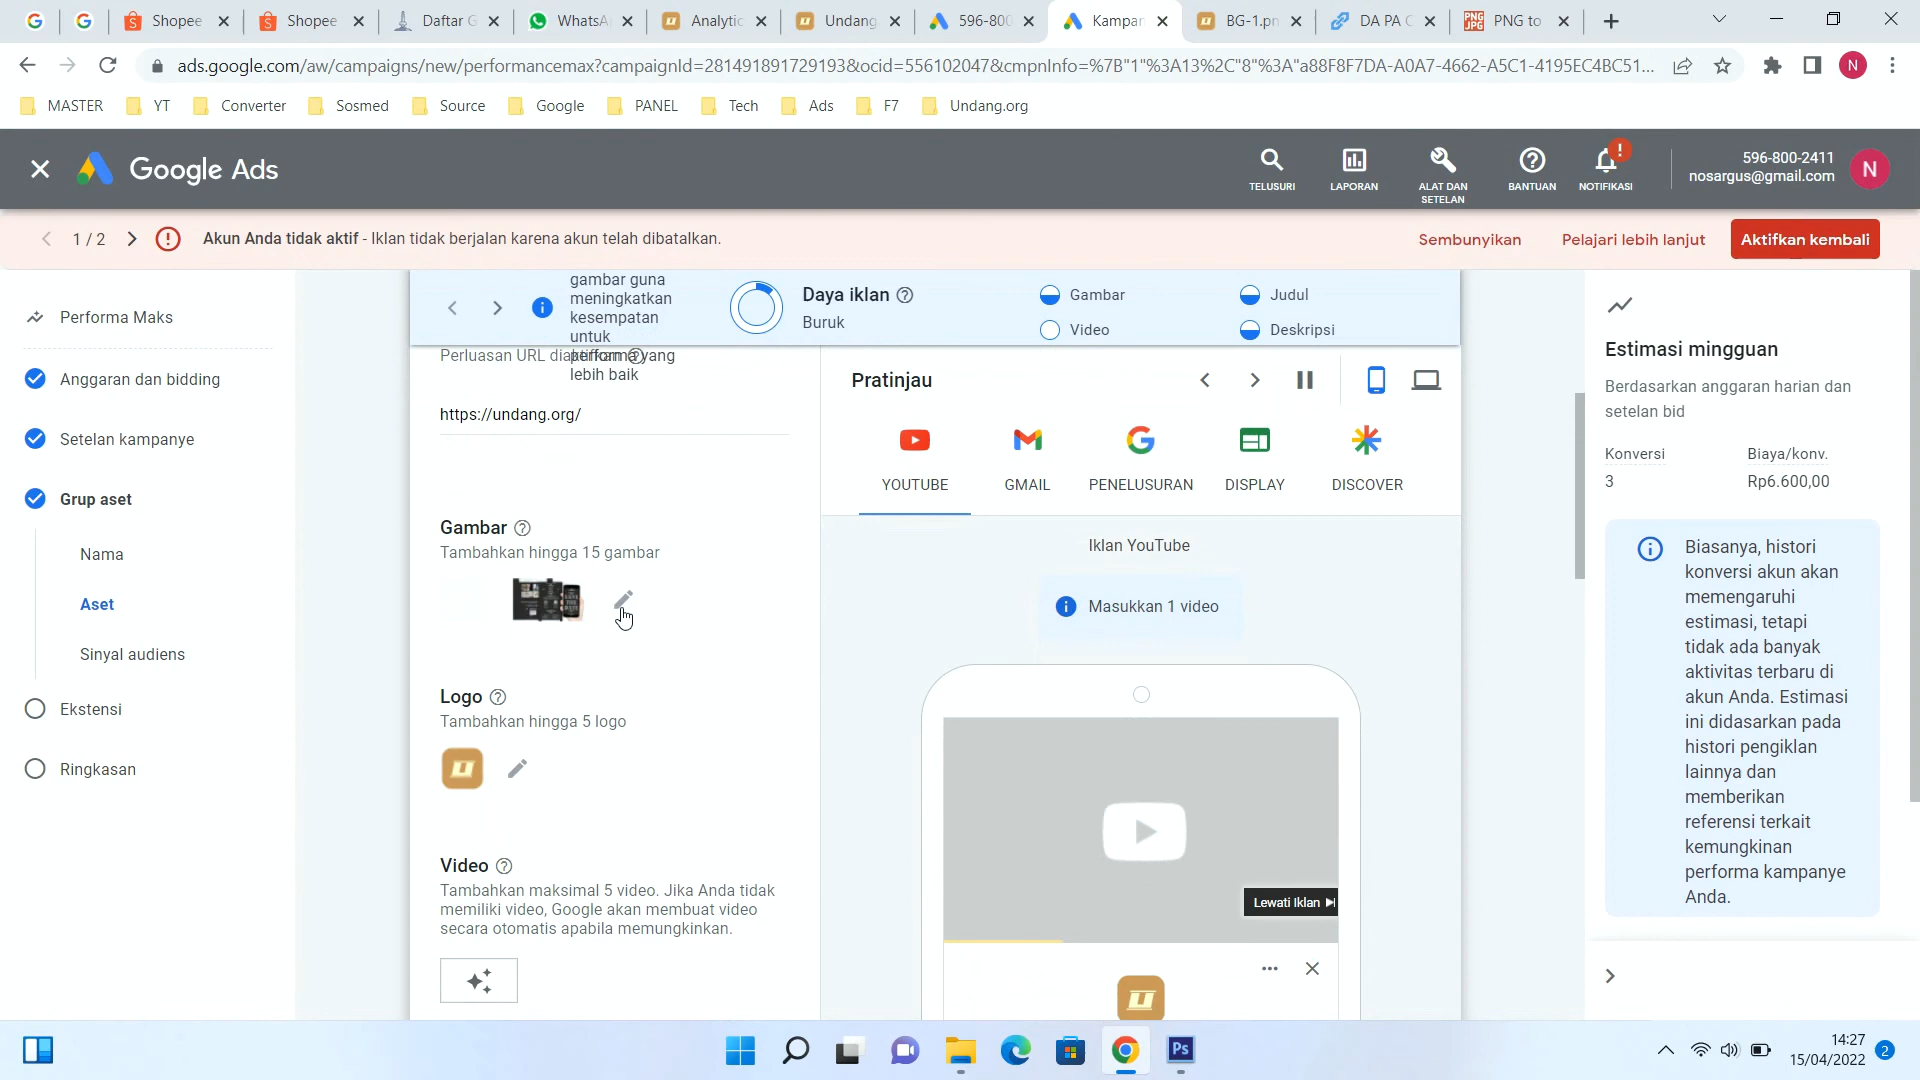 Shopee
Shopee
Daftar G
WhatsA
Analytic
Undang
596-800
Kampan
BG-1.pn
DA PA C
PNG to
ads.google.com/aw/campaigns/new/performancemax?campaignId=281491891729193&ocid=556102047&cmpnInfo=%7B"1"%3A13%2C"8"%3A"a88F8F7DA-A0A7-4662-A5C1-4195EC4BC51...
N
MASTER
YT
Converter
Sosmed
Source
Google
PANEL
Tech
Ads
F7
Undang.org
Google Ads
TELUSURI
LAPORAN
ALAT DAN
SETELAN
BANTUAN
NOTIFIKASI
596-800-2411
nosargus@gmail.com
N
1 / 2
Akun Anda tidak aktif - Iklan tidak berjalan karena akun telah dibatalkan.
Sembunyikan
Pelajari lebih lanjut
Aktifkan kembali
Performa Maks
Anggaran dan bidding
Setelan kampanye
Grup aset
Nama
Aset
Sinyal audiens
Ekstensi
Ringkasan
gambar guna
meningkatkan
kesempatan
untuk
performa yang
lebih baik
Daya iklan
Buruk
Gambar
Video
Judul
Deskripsi
Perluasan URL diaktifkan
https://undang.org/
Gambar
Tambahkan hingga 15 gambar
Logo
Tambahkan hingga 5 logo
Video
Tambahkan maksimal 5 video. Jika Anda tidak
memiliki video, Google akan membuat video
secara otomatis apabila memungkinkan.
Pratinjau
YOUTUBE
GMAIL
PENELUSURAN
DISPLAY
DISCOVER
Iklan YouTube
Masukkan 1 video
Lewati Iklan
Estimasi mingguan
Berdasarkan anggaran harian dan
setelan bid
Konversi
Biaya/konv.
3
Rp6.600,00
Biasanya, histori
konversi akun akan
memengaruhi
estimasi, tetapi
tidak ada banyak
aktivitas terbaru di
akun Anda. Estimasi
ini didasarkan pada
histori pengiklan
lainnya dan
memberikan
referensi terkait
kemungkinan
performa kampanye
Anda.
Ps
14:27
15/04/2022
2